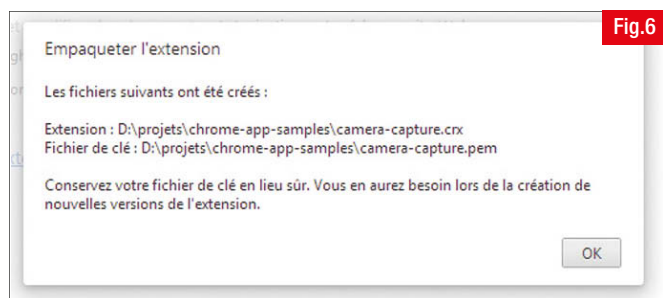 Fig.6
Empaqueter l'extension
Les fichiers suivants ont été créés :
Extension : D:\projets\chrome-app-samples\camera-capture.crx
Fichier de clé : D:\projets\chrome-app-samples\camera-capture.pem
Conservez votre fichier de clé en lieu sûr. Vous en aurez besoin lors de la création de
nouvelles versions de l'extension.
OK